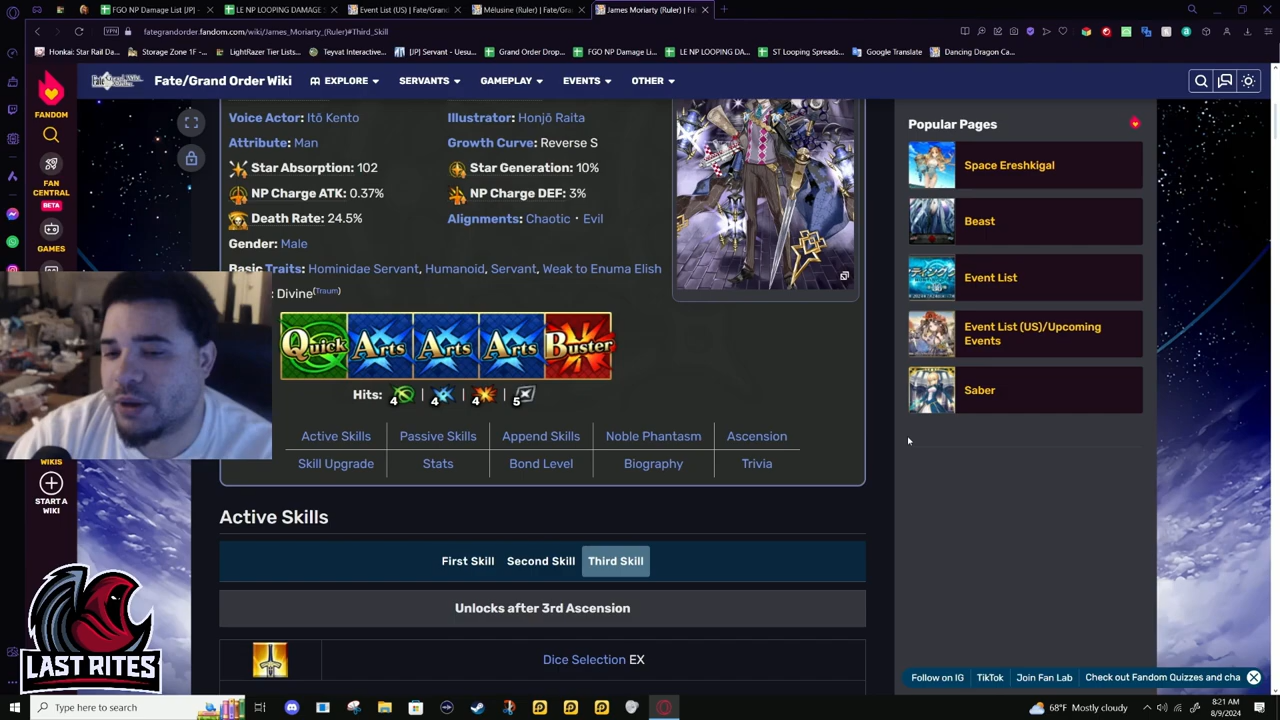 FGO NP Damage List [JP]
LE NP LOOPING DAMAGE
Event List (US) | Fate/Grand
Mélusine (Ruler) | Fate/Gran
James Moriarty (Ruler) | Fat
VPN
fategrandorder.fandom.com/wiki/James_Moriarty_(Ruler)#Third_Skill
Honkai: Star Rail Da...
Storage Zone 1F -...
LightRazer Tier Lists...
Teyvat Interactive...
[JP] Servant - Uesu...
Grand Order Drop...
FGO NP Damage Li...
LE NP LOOPING DA...
ST Looping Spreads...
Google Translate
Dancing Dragon Ca...
Fate/Grand Order Wiki
EXPLORE
SERVANTS
GAMEPLAY
EVENTS
OTHER
FANDOM
FAN
CENTRAL
BETA
GAMES
WIKIS
START A
WIKI
Voice Actor: Itō Kento
Illustrator: Honjō Raita
Attribute: Man
Growth Curve: Reverse S
Star Absorption: 102
Star Generation: 10%
NP Charge ATK: 0.37%
NP Charge DEF: 3%
Death Rate: 24.5%
Alignments: Chaotic・Evil
Gender: Male
Basic Traits: Hominidae Servant, Humanoid, Servant, Weak to Enuma Elish
: Divine(Traum)
Quick Arts Arts Arts Buster
Hits: 4 | 4 | 4 | 5
Active Skills
Passive Skills
Append Skills
Noble Phantasm
Ascension
Skill Upgrade
Stats
Bond Level
Biography
Trivia
Active Skills
First Skill
Second Skill
Third Skill
Unlocks after 3rd Ascension
Dice Selection EX
Popular Pages
Space Ereshkigal
Beast
Event List
Event List (US)/Upcoming
Events
Saber
Follow on IG
TikTok
Join Fan Lab
Check out Fandom Quizzes and cha
LAST RITES
Type here to search
68°F Mostly cloudy
8:21 AM
8/9/2024